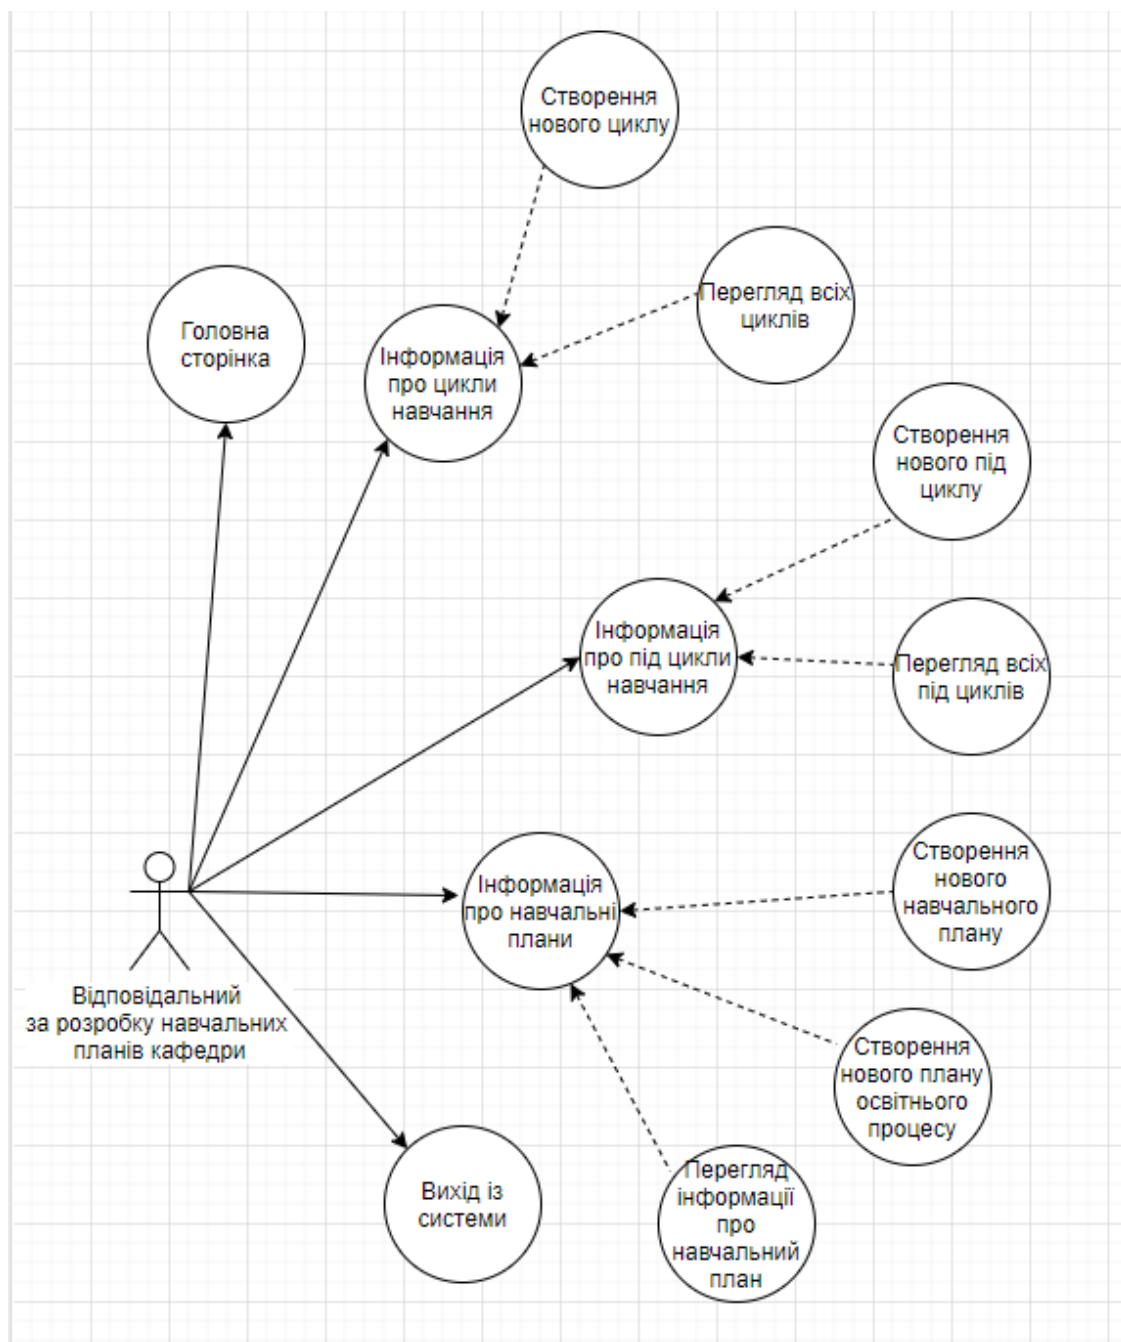 Створення
нового циклу
Перегляд всіх
циклів
Головна
сторінка
Інформація
про цикли
навчання
Створення
нового під
циклу
Інформація
про під цикли
навчання
Перегляд всіх
під циклів
Створення
нового
навчального
плану
Інформація
про навчальні
плани
Відповідальний
за розробку навчальних
планів кафедри
Створення
нового плану
освітнього
процесу
Вихід із
системи
Перегляд
інформації
про
навчальний
план